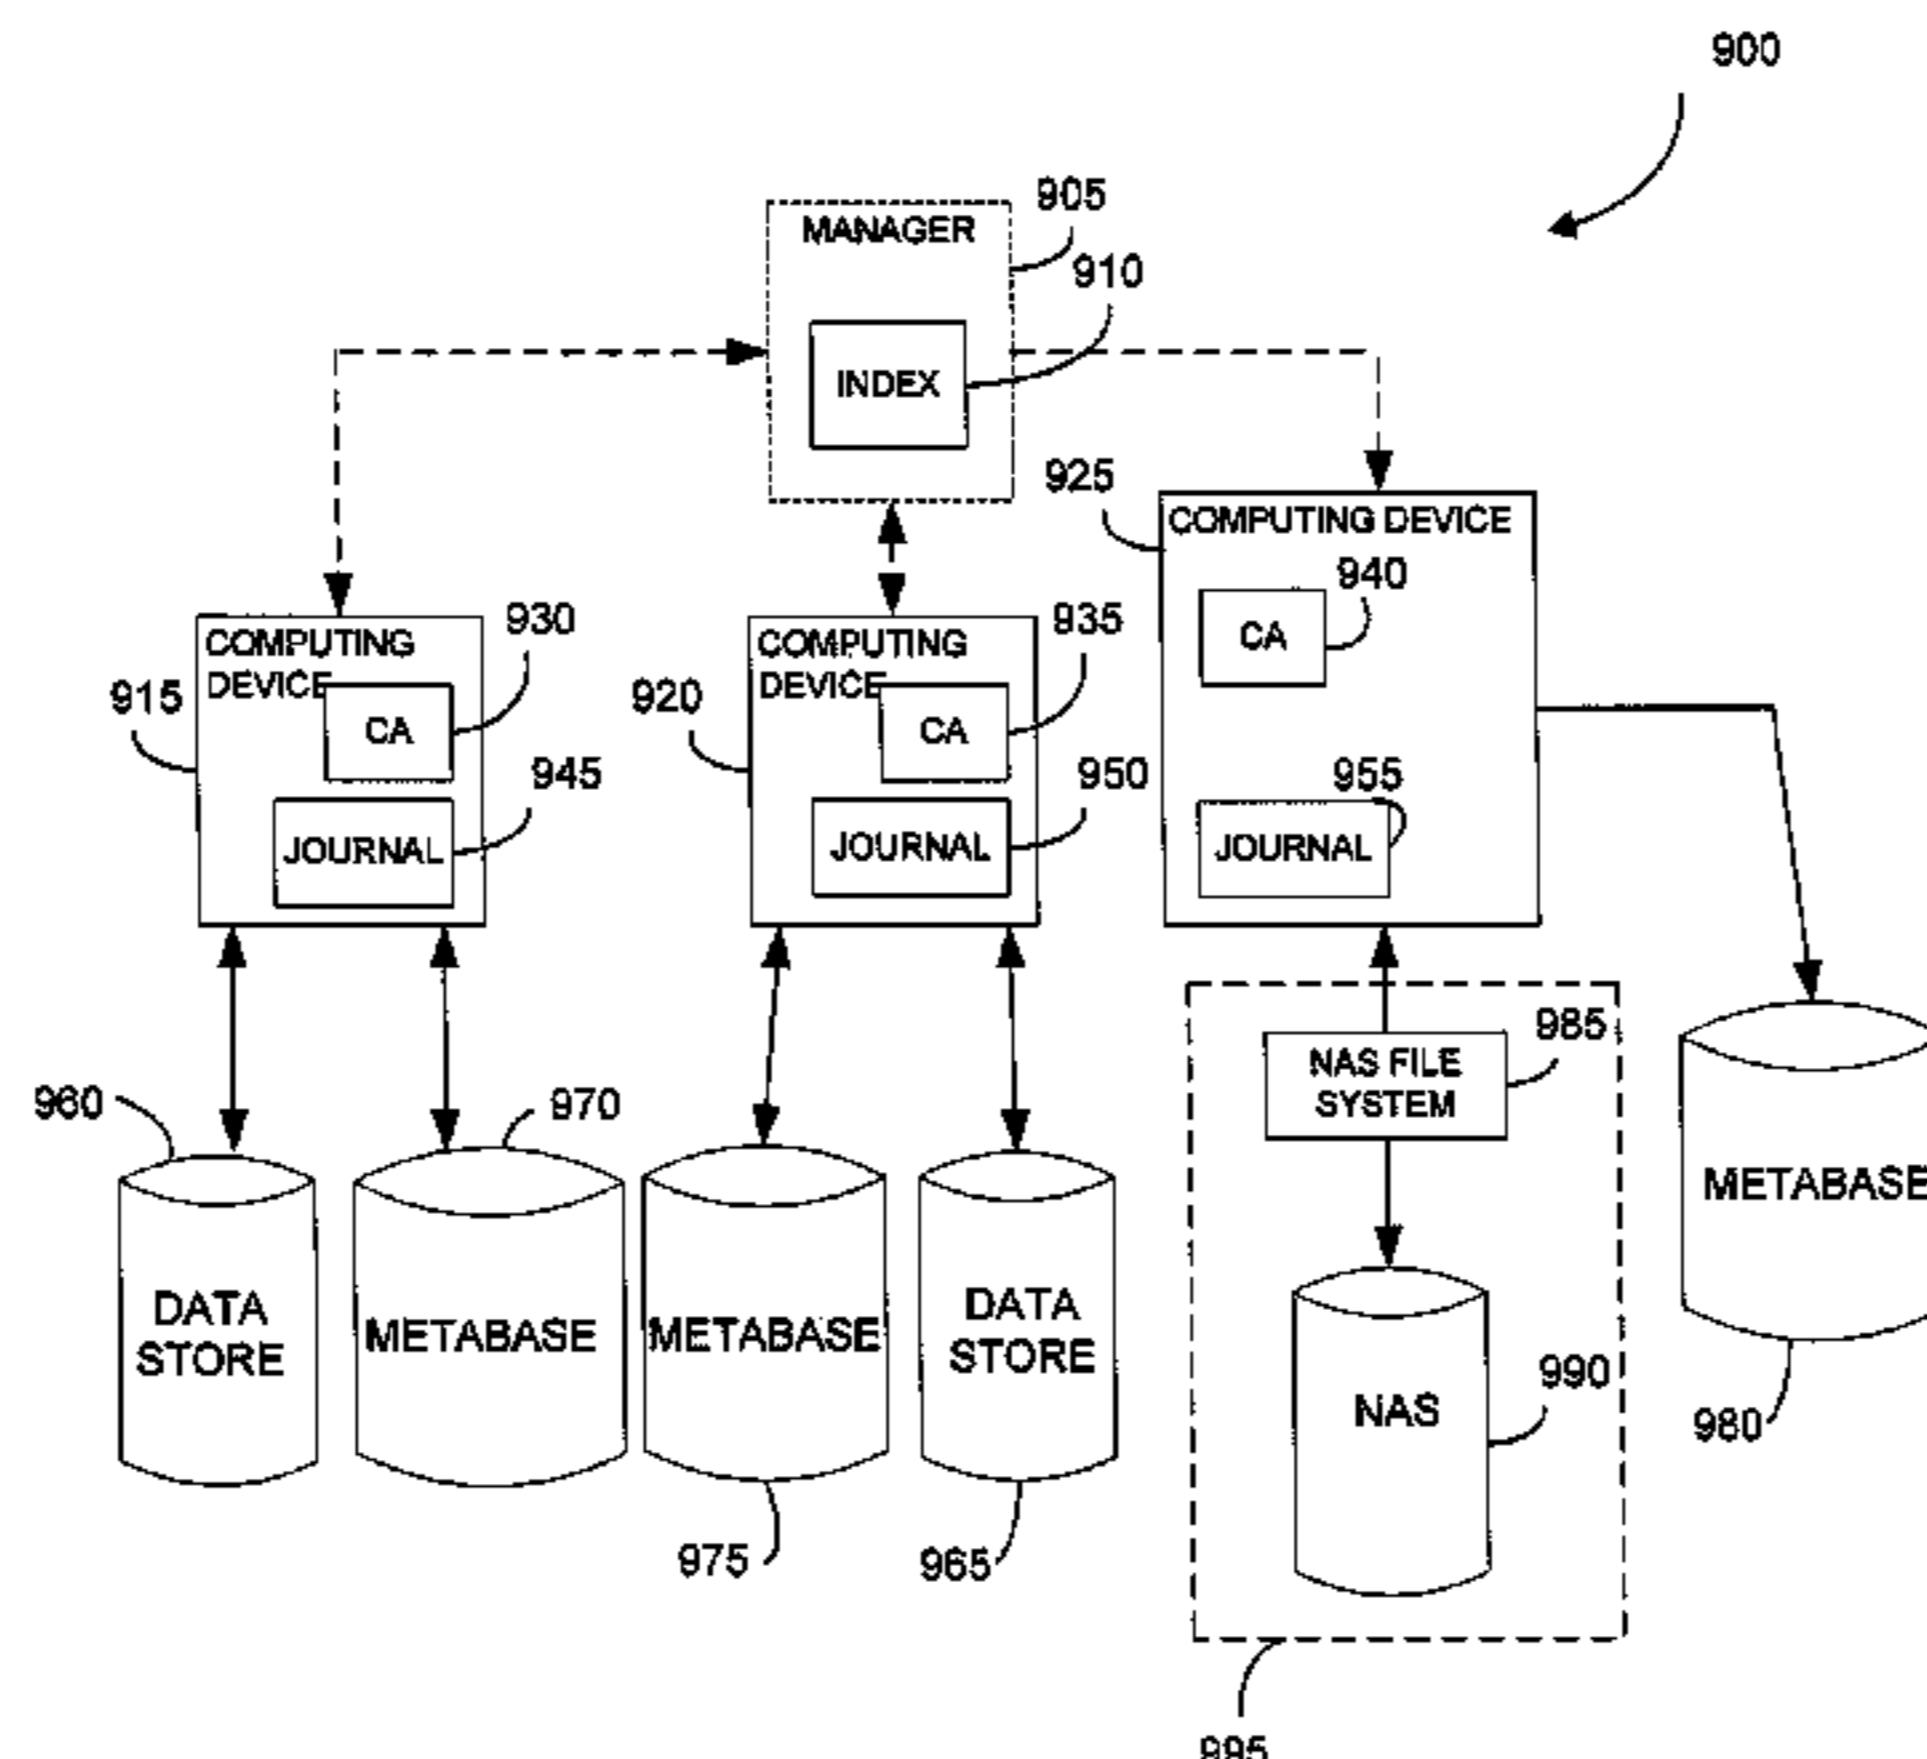 900
905
MANAGER
910
INDEX
925
COMPUTING DEVICE
940
CA
930
COMPUTING
DEVICE
915
CA
945
JOURNAL
935
COMPUTING
DEVICE
920
CA
950
JOURNAL
955
JOURNAL
985
NAS FILE
SYSTEM
960
970
METABASE
DATA
STORE
METABASE
METABASE
DATA
STORE
990
NAS
980
975
965
995